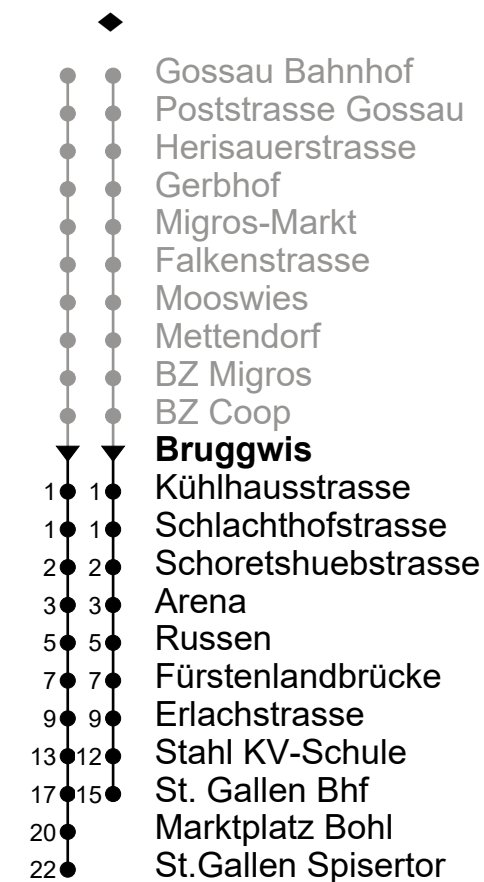 Gossau Bahnhof
Poststrasse Gossau
Herisauerstrasse
Gerbhof
Migros-Markt
Falkenstrasse
Mooswies
Mettendorf
BZ Migros
BZ Coop
Bruggwis
1 1 Kühlhausstrasse
1 1 Schlachthofstrasse
2 2 Schoretshuebstrasse
3 3 Arena
5 5 Russen
7 7 Fürstenlandbrücke
9 9 Erlachstrasse
13 12 Stahl KV-Schule
17 15 St. Gallen Bhf
20 Marktplatz Bohl
22 St.Gallen Spisertor